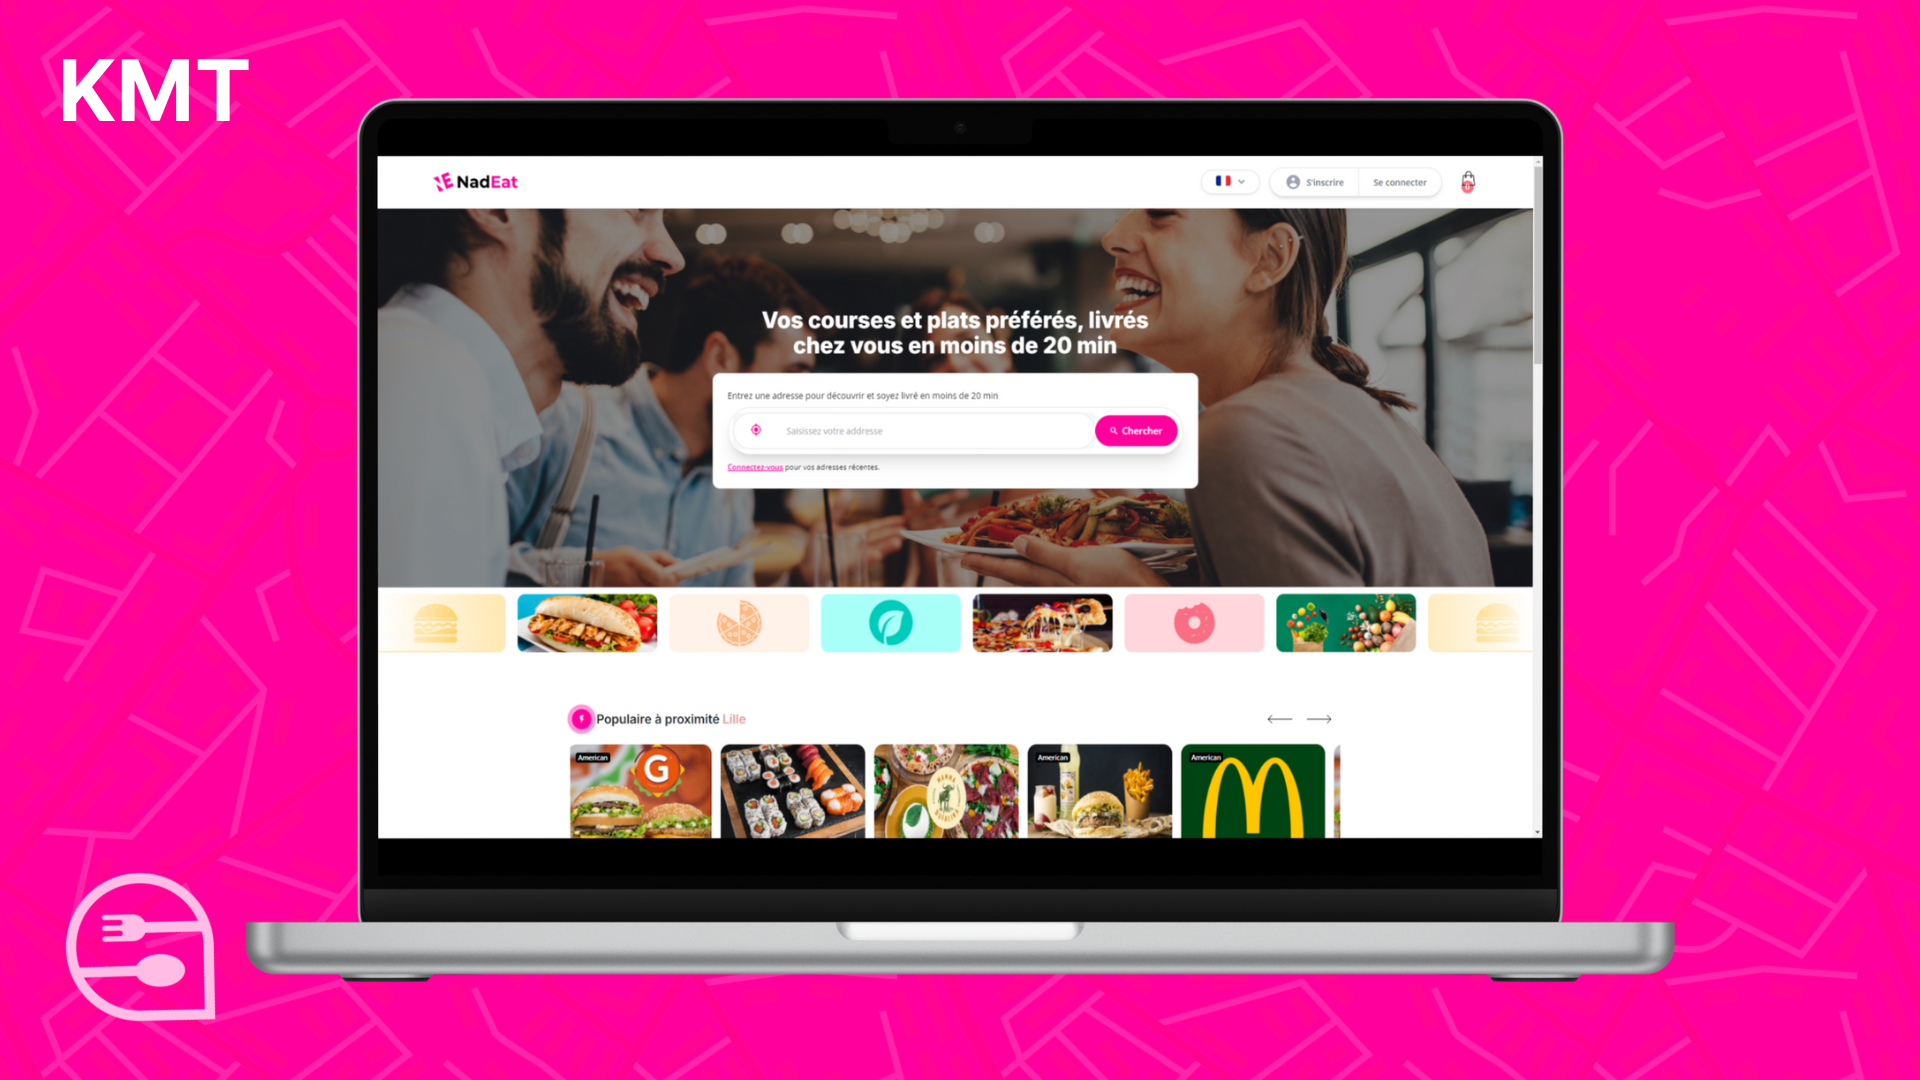 KMT
NadEat
S'inscrire
Se connecter
Vos courses et plats préférés, livrés
chez vous en moins de 20 min
Entrez une adresse pour découvrir et soyez livré en moins de 20 min
Saisissez votre addresse
Chercher
Connectez-vous pour vos adresses récentes.
Populaire à proximité Lille
American
G
American
American